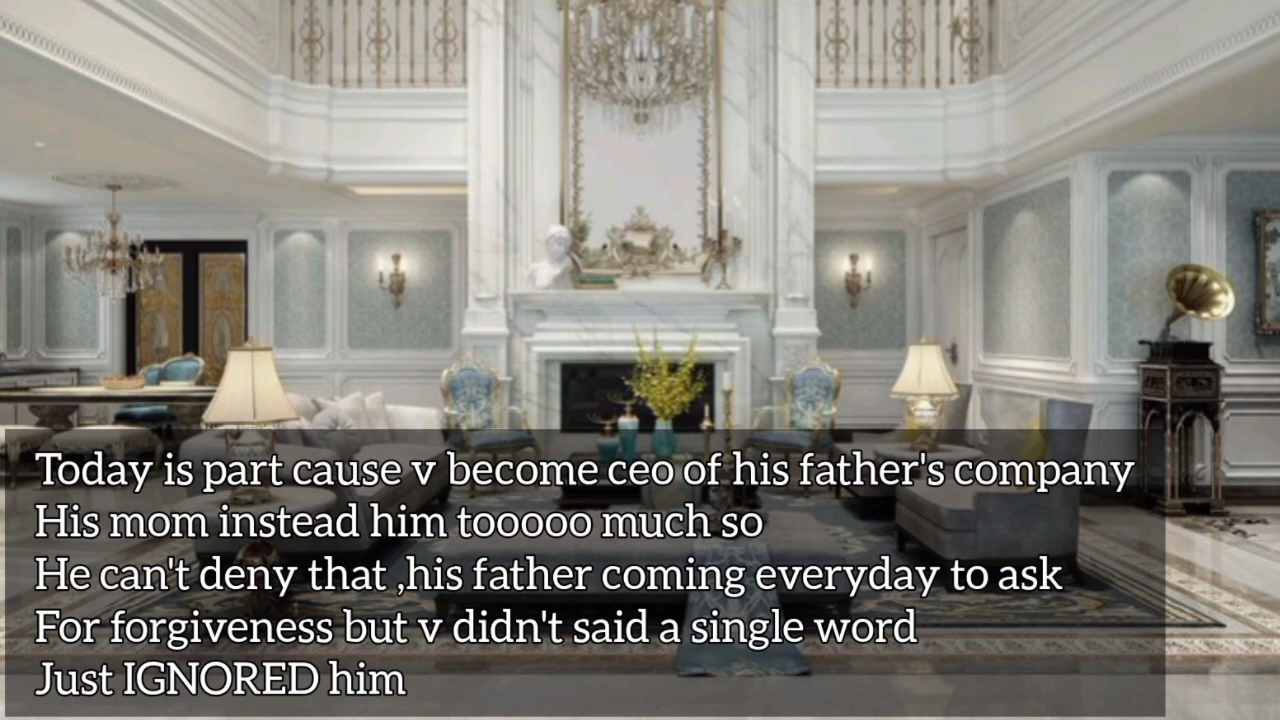 Today is part cause v become ceo of his father's company
His mom instead him tooooo much so
He can't deny that ,his father coming everyday to ask
For forgiveness but v didn't said a single word
Just IGNORED him